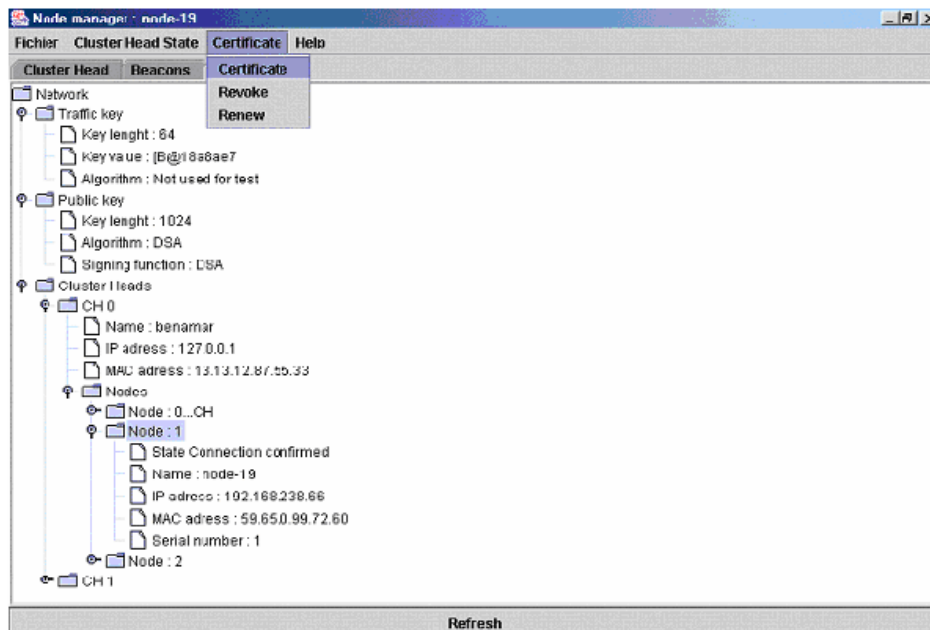 Node manager : node-19
Fichier Cluster Head State Certificate Help
Cluster Head Beacons Certificate
Revoke
Renew
Network
Traffic key
Key lenght : 64
Key value : [B@18a8ae7
Algorithm : Not used for test
Public key
Key lenght : 1024
Algorithm : DSA
Signing function : DSA
Cluster Heads
CH 0
Name : benamar
IP adress : 127.0.0.1
MAC adress : 13.13.12.87.55.33
Nodes
Node : 0...CH
Node : 1
State Connection confirmed
Name : node-19
IP adress : 192.168.238.66
MAC adress : 59.65.0.99.72.60
Serial number : 1
Node : 2
CH 1
Refresh